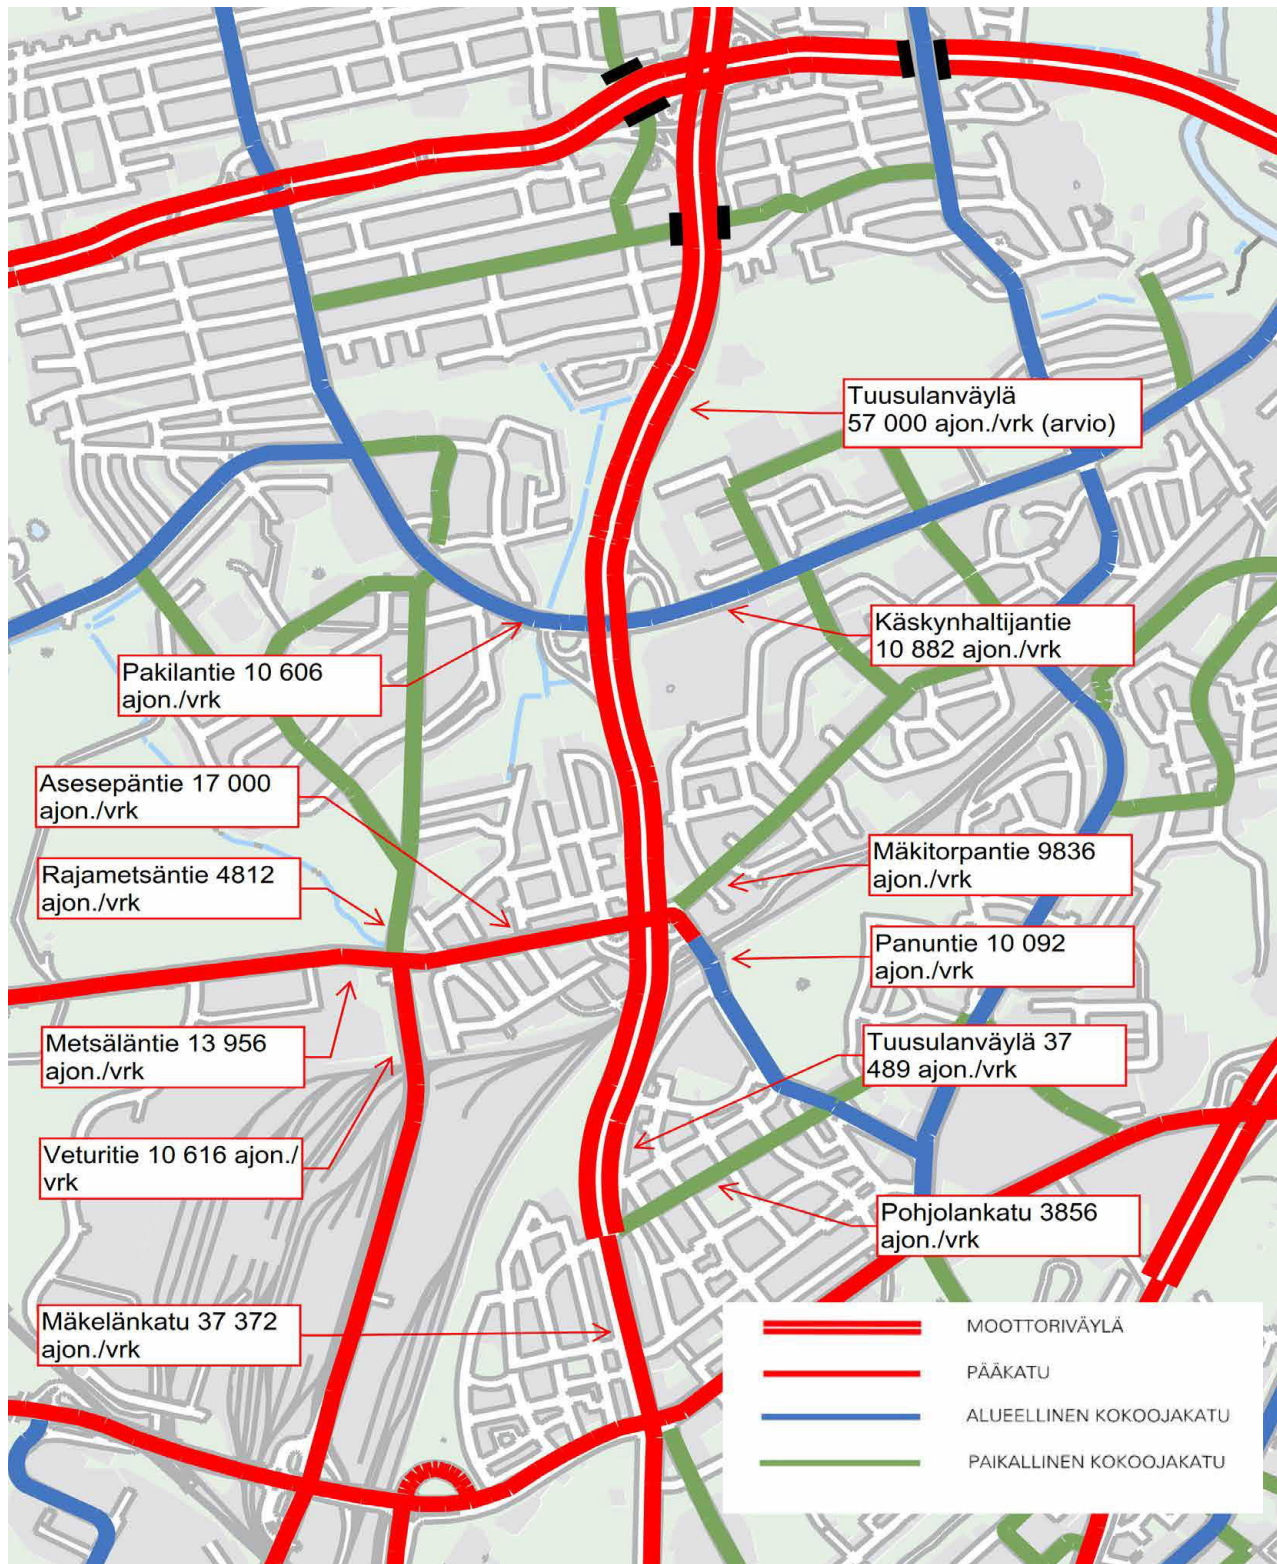 Tuusulanväylä
57 000 ajon./vrk (arvio)
Käskynhaltijantie
10 882 ajon./vrk
Pakilantie 10 606
ajon./vrk
Asesepäntie 17 000
ajon./vrk
Mäkitorpantie 9836
ajon./vrk
Rajametsäntie 4812
ajon./vrk
Panuntie 10 092
ajon./vrk
Metsäläntie 13 956
ajon./vrk
Tuusulanväylä 37
489 ajon./vrk
Veturitie 10 616 ajon./
vrk
Pohjolankatu 3856
ajon./vrk
Mäkelänkatu 37 372
ajon./vrk
MOOTTORIVÄYLÄ
PÄÄKATU
ALUEELLINEN KOKOOJAKATU
PAIKALLINEN KOKOOJAKATU